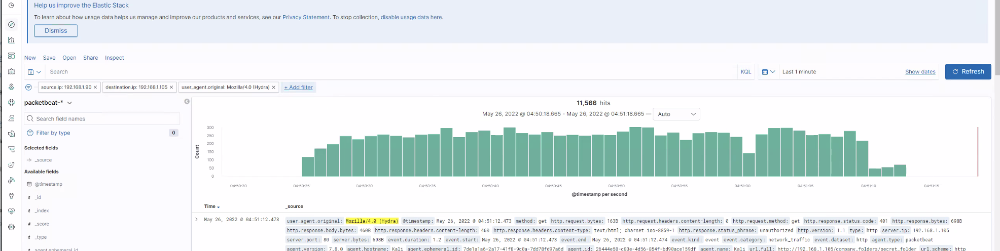 Help us improve the Elastic Stack
To learn about how usage data helps us manage and improve our products and services, see our Privacy Statement. To stop collection, disable usage data here.
Dismiss
New Save Open Share Inspect
Search KQL Last 1 minute Show dates Refresh
source.ip: 192.168.1.90 × destination.ip: 192.168.1.105 × user_agent.original: Mozilla/4.0 (Hydra) × + Add filter
packetbeat-*
Search field names
Filter by type 0
Selected fields
_source
Available fields
@timestamp
t _id
t _index
# _score
t _type
agent.ephemeral_id
11,566 hits
May 26, 2022 @ 04:50:18.665 - May 26, 2022 @ 04:51:18.665 — Auto
Count
300
250
200
150
100
50
0
04:50:20 04:50:25 04:50:30 04:50:35 04:50:40 04:50:45 04:50:50 04:50:55 04:51:00 04:51:05 04:51:10 04:51:15
@timestamp per second
Time _source
May 26, 2022 @ 04:51:12.473 user_agent.original: Mozilla/4.0 (Hydra) @timestamp: May 26, 2022 @ 04:51:12.473 method: get http.request.bytes: 163B http.request.headers.content-length: 0 http.request.method: get http.response.status_code: 401 http.response.bytes: 698B
http.response.body.bytes: 460B http.response.headers.content-length: 460 http.response.headers.content-type: text/html; charset=iso-8859-1 http.response.status_phrase: unauthorized http.version: 1.1 type: http server.ip: 192.168.1.105
server.port: 80 server.bytes: 698B event.duration: 1.2 event.start: May 26, 2022 @ 04:51:12.473 event.end: May 26, 2022 @ 04:51:12.474 event.kind: event event.category: network_traffic event.dataset: http agent.type: packetbeat
agent.version: 7.8.0 agent.hostname: Kali agent.ephemeral_id: 7de1a1a6-2a17-41f8-9c0a-7dd78fd97a6d agent.id: 26444e58-c83e-4d56-854f-bd90ace159df agent.name: Kali url.full: http://192.168.1.105/company_folders/secret_folder url.scheme: http